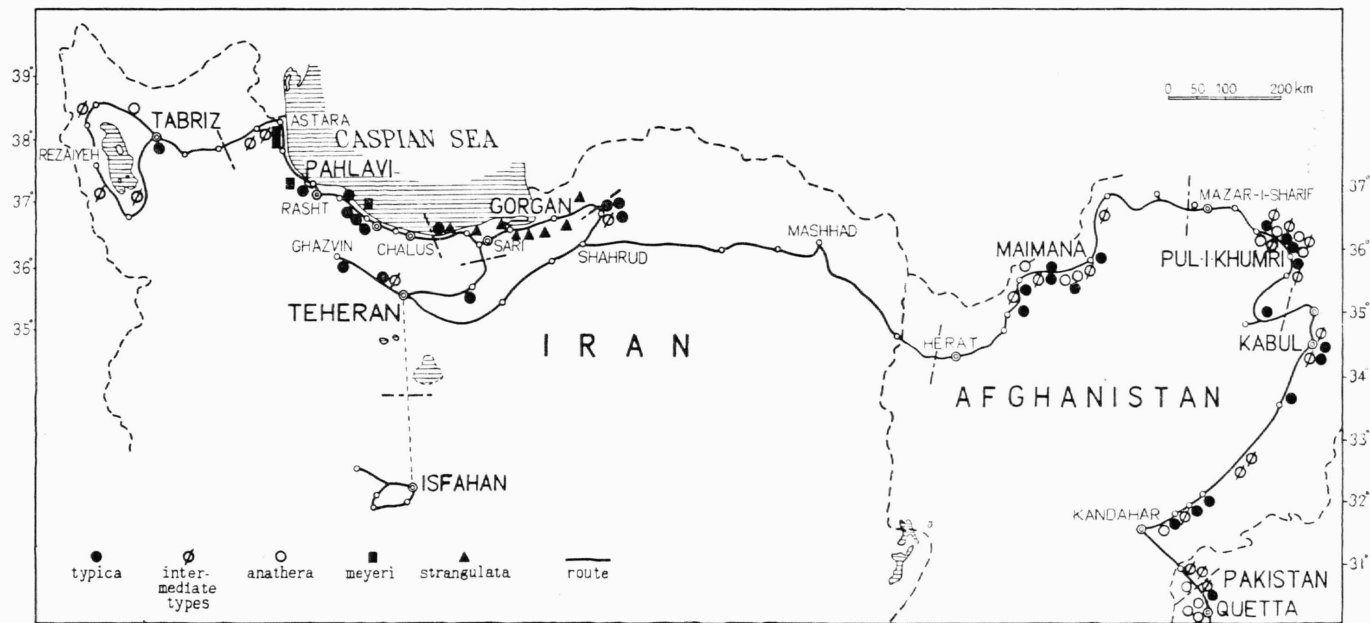 39°
38°
37°
36°
35°
TABRIZ
ASTARA
CASPIAN SEA
0 50 100 200 km
REZAIYEH
PAHLAVI
RASHT
GORGAN
GHAZVIN
CHALUS
SARI
SHAHRUD
MASHHAD
TEHERAN
IRAN
ISFAHAN
HERAT
MAIMANA
MAZAR-I-SHARIF
PUL-I-KHUMRI
KABUL
AFGHANISTAN
KANDAHAR
PAKISTAN
QUETTA
37°
36°
35°
34°
33°
32°
31°
typica
inter-
mediate
types
anathera
meyeri
strangulata
route